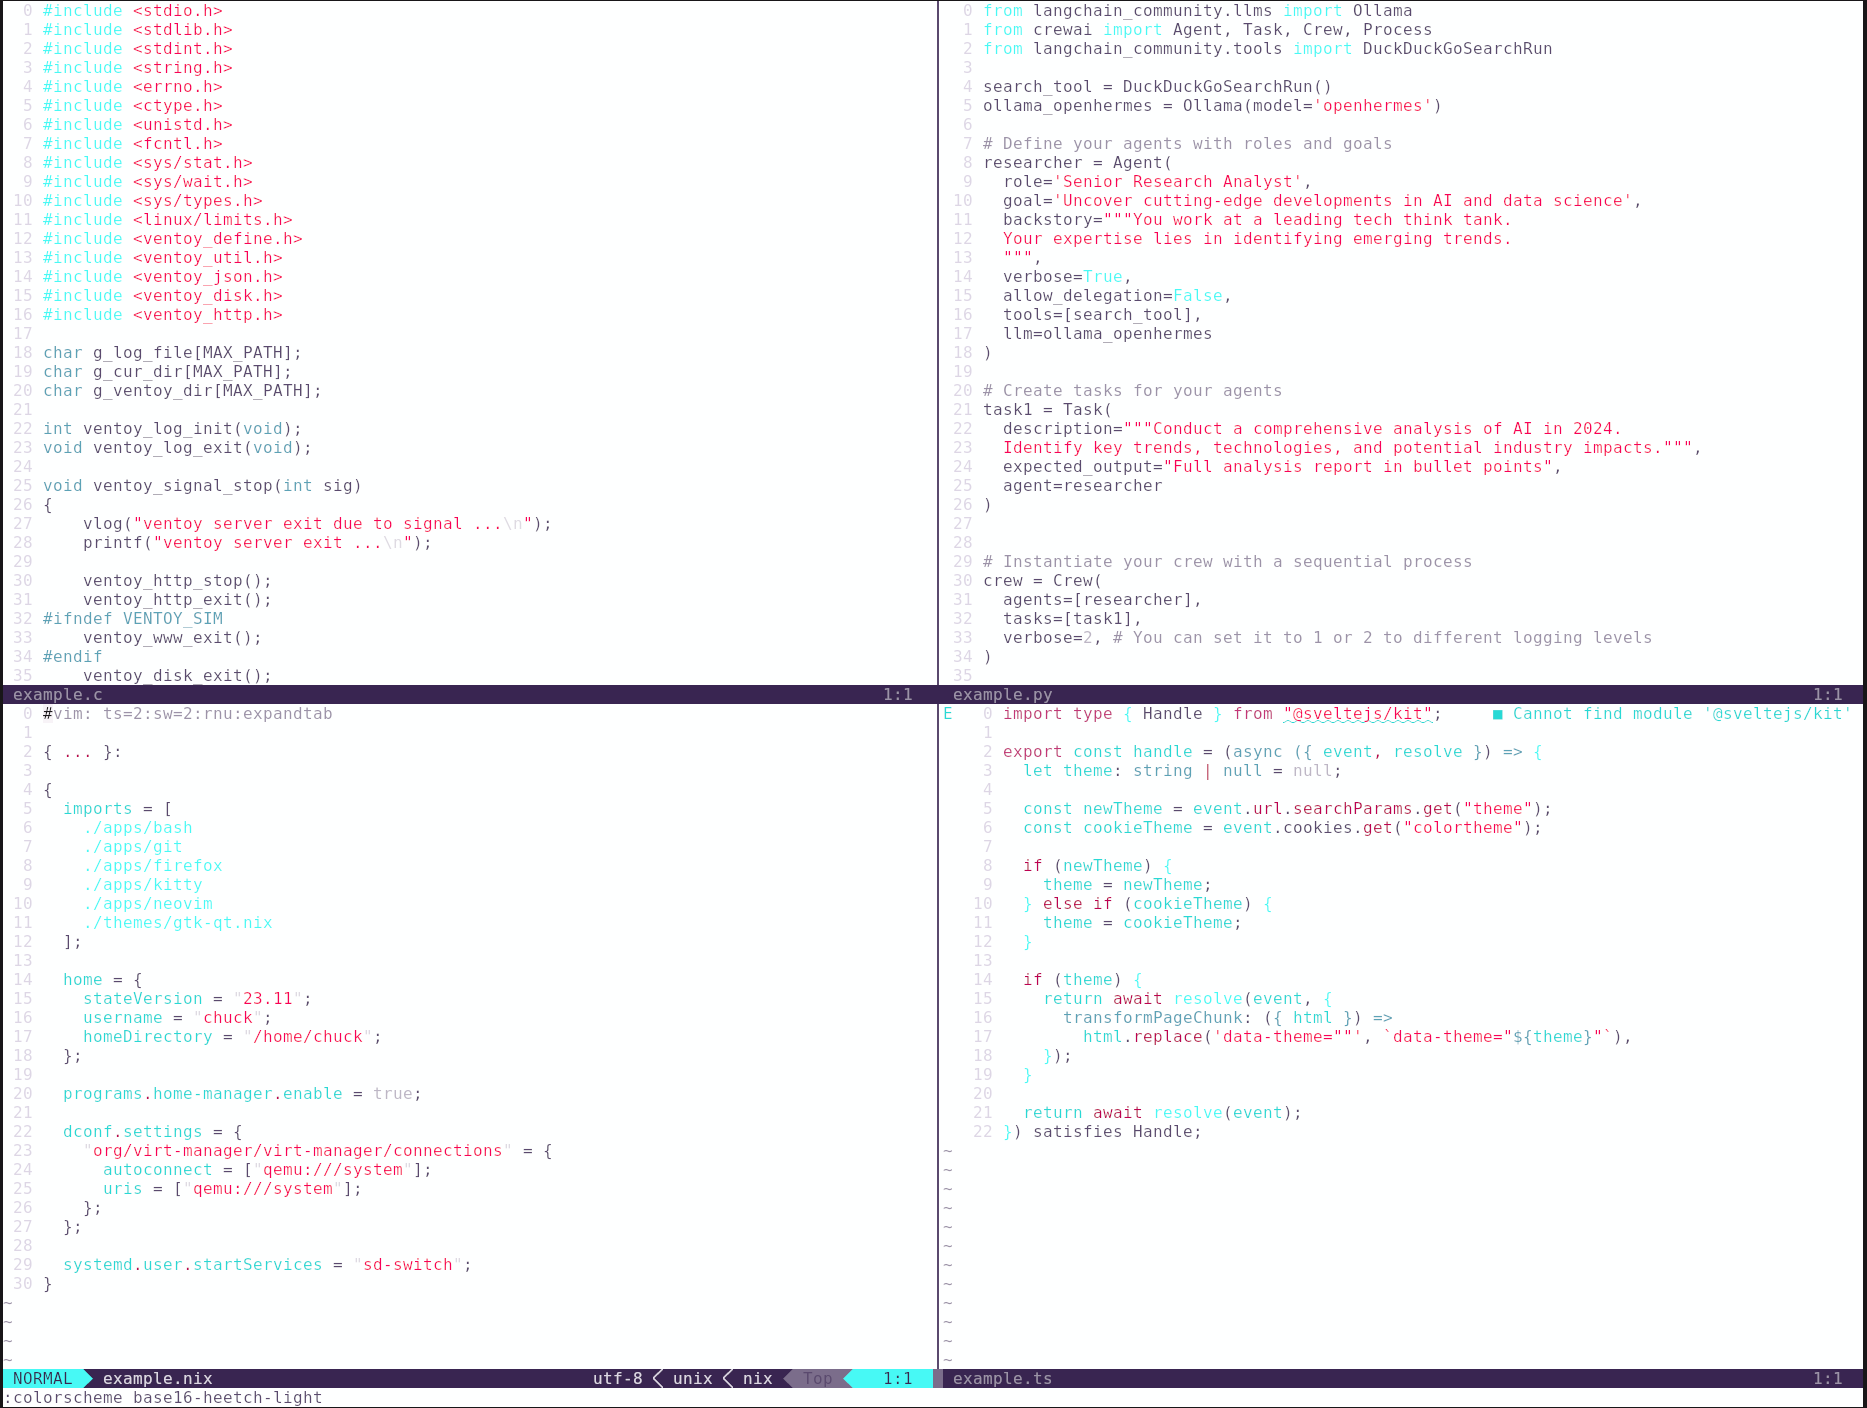 0 #include <stdio.h>
1 #include <stdlib.h>
2 #include <stdint.h>
3 #include <string.h>
4 #include <errno.h>
5 #include <ctype.h>
6 #include <unistd.h>
7 #include <fcntl.h>
8 #include <sys/stat.h>
9 #include <sys/wait.h>
10 #include <sys/types.h>
11 #include <linux/limits.h>
12 #include <ventoy_define.h>
13 #include <ventoy_util.h>
14 #include <ventoy_json.h>
15 #include <ventoy_disk.h>
16 #include <ventoy_http.h>
17
18 char g_log_file[MAX_PATH];
19 char g_cur_dir[MAX_PATH];
20 char g_ventoy_dir[MAX_PATH];
21
22 int ventoy_log_init(void);
23 void ventoy_log_exit(void);
24
25 void ventoy_signal_stop(int sig)
26 {
27     vlog("ventoy server exit due to signal ...\n");
28     printf("ventoy server exit ...\n");
29
30     ventoy_http_stop();
31     ventoy_http_exit();
32 #ifndef VENTOY_SIM
33     ventoy_www_exit();
34 #endif
35     ventoy_disk_exit();
example.c 1:1
0 from langchain_community.llms import Ollama
1 from crewai import Agent, Task, Crew, Process
2 from langchain_community.tools import DuckDuckGoSearchRun
3
4 search_tool = DuckDuckGoSearchRun()
5 ollama_openhermes = Ollama(model='openhermes')
6
7 # Define your agents with roles and goals
8 researcher = Agent(
9   role='Senior Research Analyst',
10   goal='Uncover cutting-edge developments in AI and data science',
11   backstory="""You work at a leading tech think tank.
12   Your expertise lies in identifying emerging trends.
13   """,
14   verbose=True,
15   allow_delegation=False,
16   tools=[search_tool],
17   llm=ollama_openhermes
18 )
19
20 # Create tasks for your agents
21 task1 = Task(
22   description="""Conduct a comprehensive analysis of AI in 2024.
23   Identify key trends, technologies, and potential industry impacts.""",
24   expected_output="Full analysis report in bullet points",
25   agent=researcher
26 )
27
28
29 # Instantiate your crew with a sequential process
30 crew = Crew(
31   agents=[researcher],
32   tasks=[task1],
33   verbose=2, # You can set it to 1 or 2 to different logging levels
34 )
35
example.py 1:1
0 #vim: ts=2:sw=2:rnu:expandtab
1
2 { ... }:
3
4 {
5   imports = [
6     ./apps/bash
7     ./apps/git
8     ./apps/firefox
9     ./apps/kitty
10     ./apps/neovim
11     ./themes/gtk-qt.nix
12   ];
13
14   home = {
15     stateVersion = "23.11";
16     username = "chuck";
17     homeDirectory = "/home/chuck";
18   };
19
20   programs.home-manager.enable = true;
21
22   dconf.settings = {
23     "org/virt-manager/virt-manager/connections" = {
24       autoconnect = ["qemu:///system"];
25       uris = ["qemu:///system"];
26     };
27   };
28
29   systemd.user.startServices = "sd-switch";
30 }
~
~
~
~
NORMAL example.nix utf-8 unix nix Top 1:1
E 0 import type { Handle } from "@sveltejs/kit";     ■ Cannot find module '@sveltejs/kit'
1
2 export const handle = (async ({ event, resolve }) => {
3   let theme: string | null = null;
4
5   const newTheme = event.url.searchParams.get("theme");
6   const cookieTheme = event.cookies.get("colortheme");
7
8   if (newTheme) {
9     theme = newTheme;
10   } else if (cookieTheme) {
11     theme = cookieTheme;
12   }
13
14   if (theme) {
15     return await resolve(event, {
16       transformPageChunk: ({ html }) =>
17         html.replace('data-theme=""', `data-theme="${theme}"`),
18     });
19   }
20
21   return await resolve(event);
22 }) satisfies Handle;
~
~
~
~
~
~
~
~
~
~
~
~
example.ts 1:1
:colorscheme base16-heetch-light